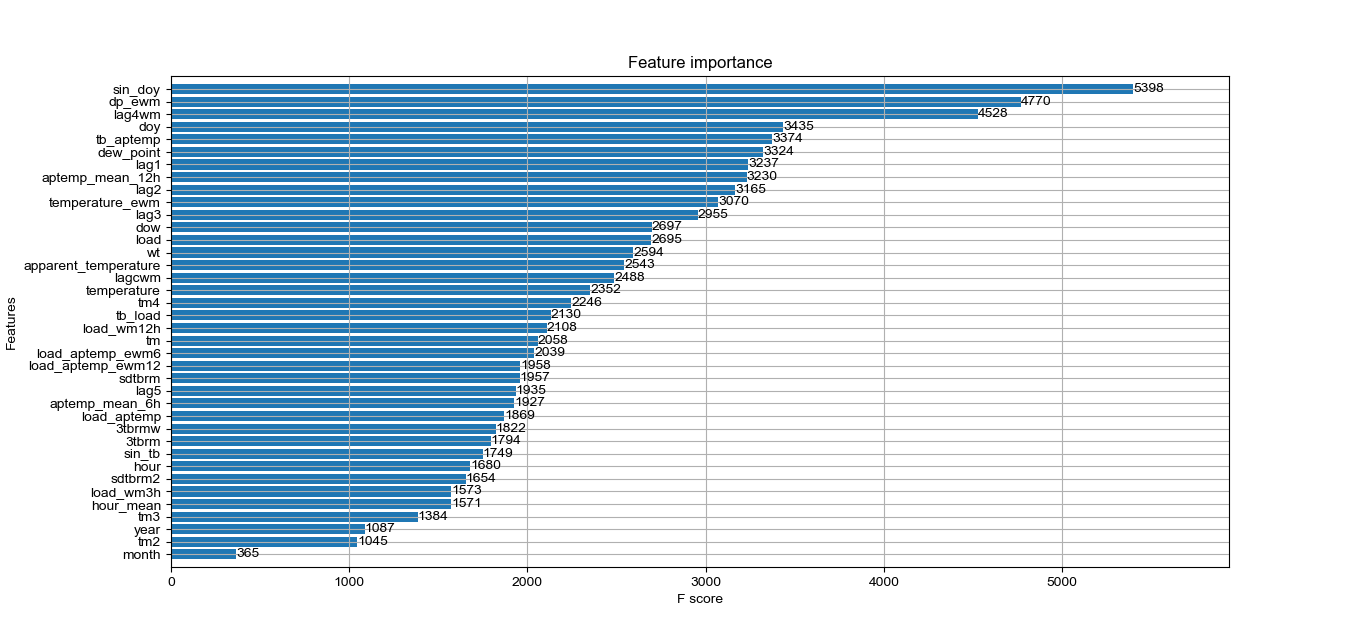 Feature importance
Features
sin_doy 5398
dp_ewm 4770
lag4wm 4528
doy 3435
tb_aptemp 3374
dew_point 3324
lag1 3237
aptemp_mean_12h 3230
lag2 3165
temperature_ewm 3070
lag3 2955
dow 2697
load 2695
wt 2594
apparent_temperature 2543
lagcwm 2488
temperature 2352
tm4 2246
tb_load 2130
load_wm12h 2108
tm 2058
load_aptemp_ewm6 2039
load_aptemp_ewm12 1958
sdtbrm 1957
lag5 1935
aptemp_mean_6h 1927
load_aptemp 1869
3tbrmw 1822
3tbrm 1794
sin_tb 1749
hour 1680
sdtbrm2 1654
load_wm3h 1573
hour_mean 1571
tm3 1384
year 1087
tm2 1045
month 365
0 1000 2000 3000 4000 5000
F score